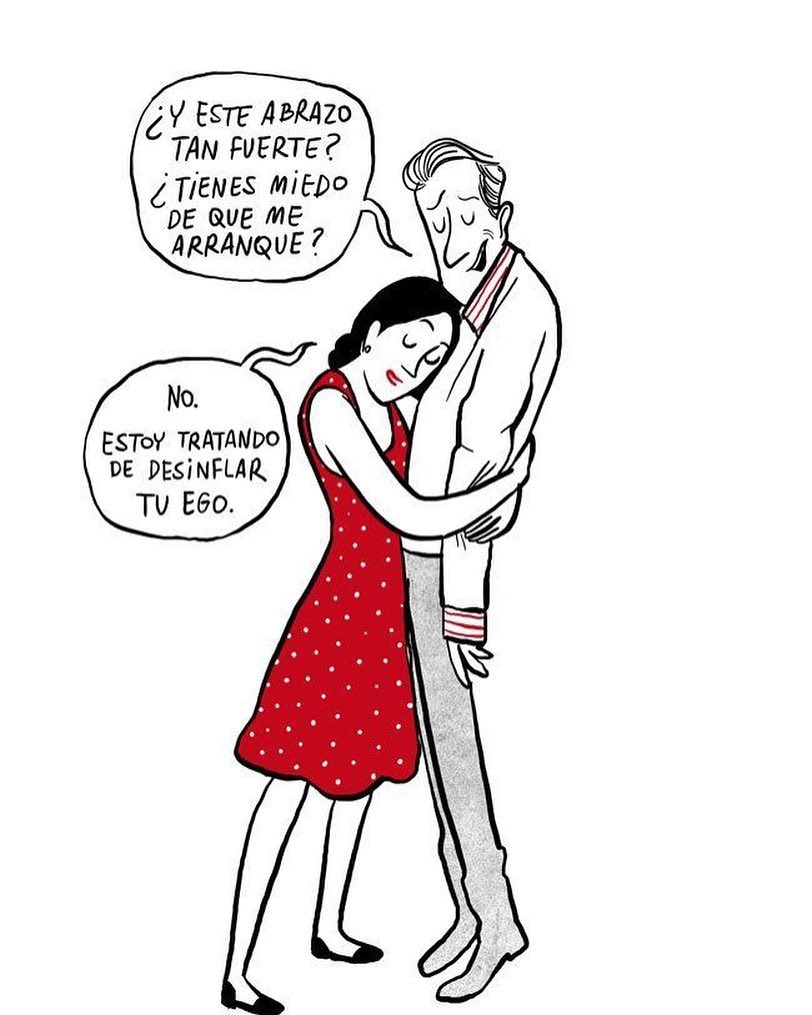 ¿Y ESTE ABRAZO
TAN FUERTE?
¿TIENES MIEDO
DE QUE ME
ARRANQUE?
NO.
ESTOY TRATANDO
DE DESINFLAR
TU EGO.